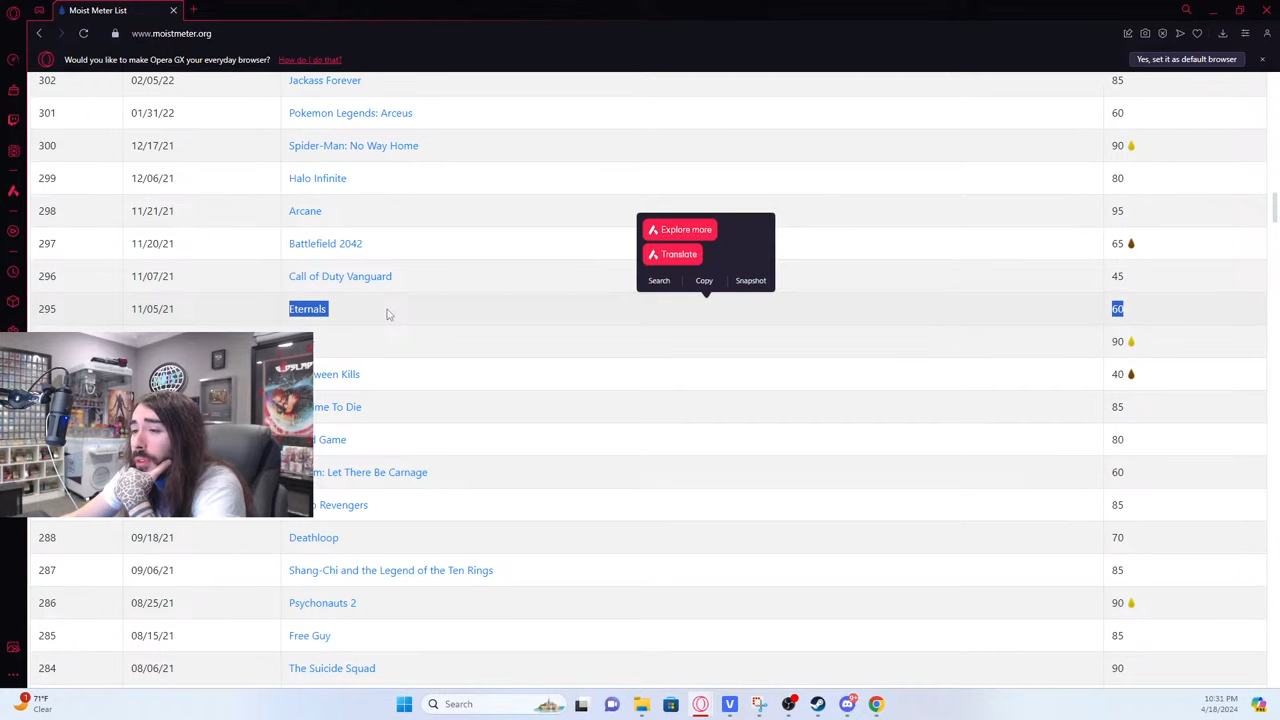 Moist Meter List
www.moistmeter.org
Would you like to make Opera GX your everyday browser? How do I do that? Yes, set it as default browser
302 02/05/22 Jackass Forever 85
301 01/31/22 Pokemon Legends: Arceus 60
300 12/17/21 Spider-Man: No Way Home 90
299 12/06/21 Halo Infinite 80
298 11/21/21 Arcane 95
Explore more
297 11/20/21 Battlefield 2042 65
Translate
296 11/07/21 Call of Duty Vanguard 45
Search Copy Snapshot
295 11/05/21 Eternals 60
90
ween Kills 40
me To Die 85
d Game 80
m: Let There Be Carnage 60
Revengers 85
288 09/18/21 Deathloop 70
287 09/06/21 Shang-Chi and the Legend of the Ten Rings 85
286 08/25/21 Psychonauts 2 90
285 08/15/21 Free Guy 85
284 08/06/21 The Suicide Squad 90
1
71°F
Clear
Search
10:31 PM
4/18/2024